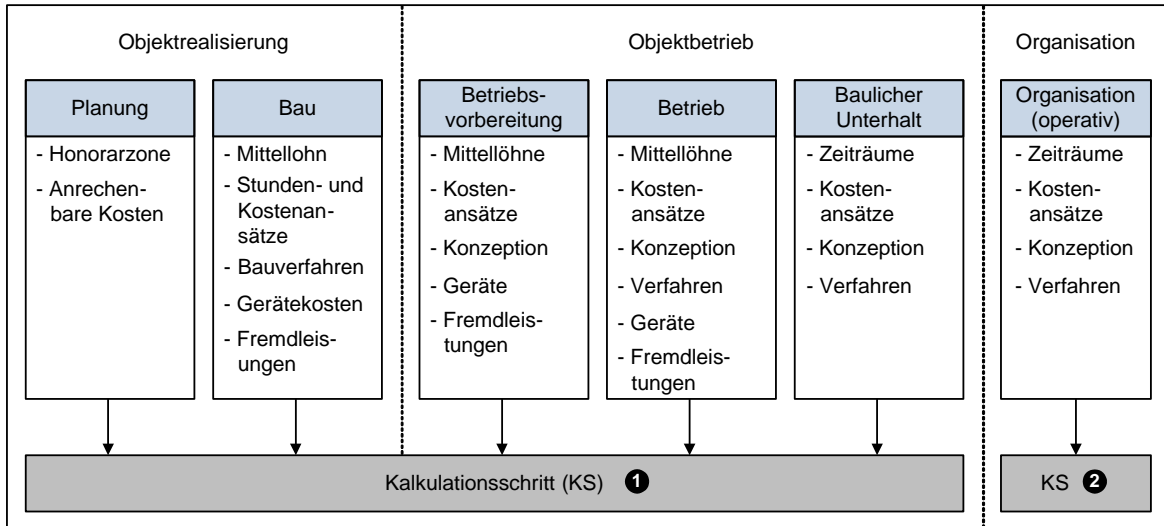 Objektrealisierung
Objektbetrieb
Organisation
Planung
- Honorarzone
- Anrechen-
bare Kosten
Bau
- Mittellohn
- Stunden- und
Kostenan-
sätze
- Bauverfahren
- Gerätekosten
- Fremdleis-
ungen
Betriebs-
vorbereitung
- Mittellöhne
- Kosten-
ansätze
- Konzeption
- Geräte
- Fremdleis-
tungen
Betrieb
- Mittellöhne
- Kosten-
ansätze
- Konzeption
- Verfahren
- Geräte
- Fremdleis-
tungen
Baulicher
Unterhalt
- Zeiträume
- Kosten-
ansätze
- Konzeption
- Verfahren
Organisation
(operativ)
- Zeiträume
- Kosten-
ansätze
- Konzeption
- Verfahren
Kalkulationsschritt (KS) ❶
KS ❷